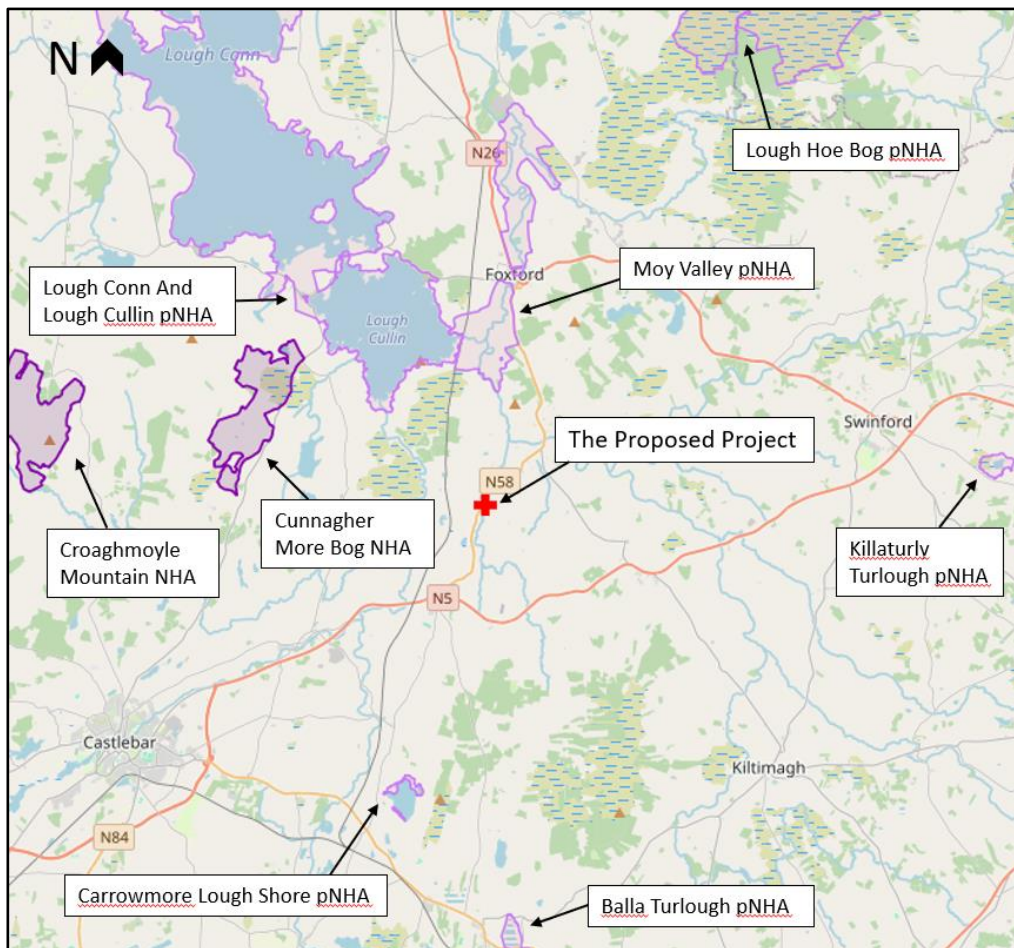 N
Lough Conn
Lough Hoe Bog pNHA
N26
Moy Valley pNHA
Foxford
Lough Conn And
Lough Cullin pNHA
Lough
Cullin
Swinford
The Proposed Project
N58
Croaghmoyle
Mountain NHA
Cunnagher
More Bog NHA
Killaturly
Turlough pNHA
N5
Castlebar
Kiltimagh
N84
Carrowmore Lough Shore pNHA
Balla Turlough pNHA